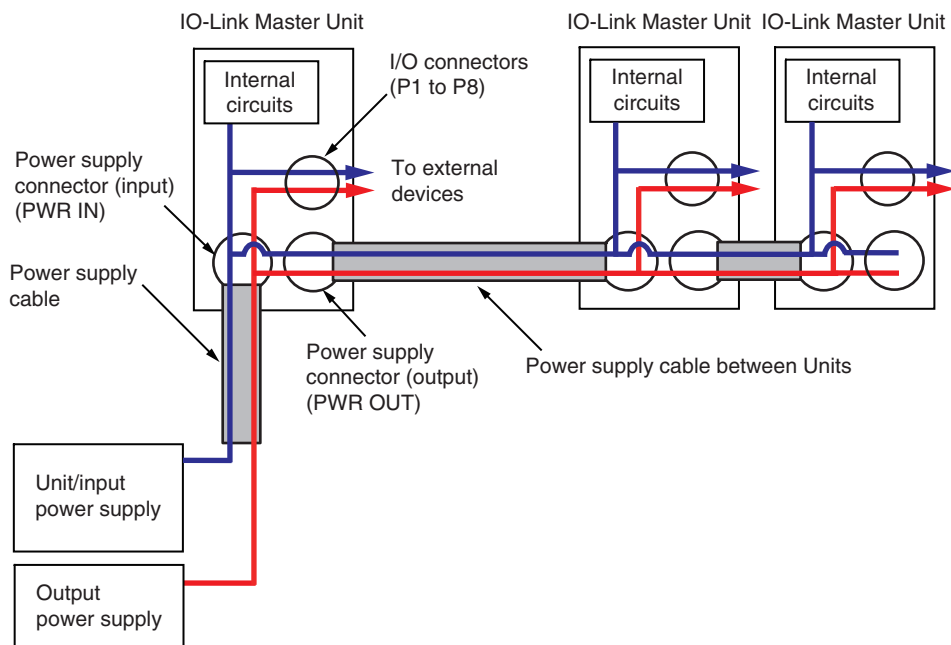 IO-Link Master Unit
IO-Link Master Unit
IO-Link Master Unit
Internal
circuits
I/O connectors
(P1 to P8)
Internal
circuits
Internal
circuits
Power supply
connector (input)
(PWR IN)
To external
devices
Power supply
cable
Power supply
connector (output)
(PWR OUT)
Power supply cable between Units
Unit/input
power supply
Output
power supply